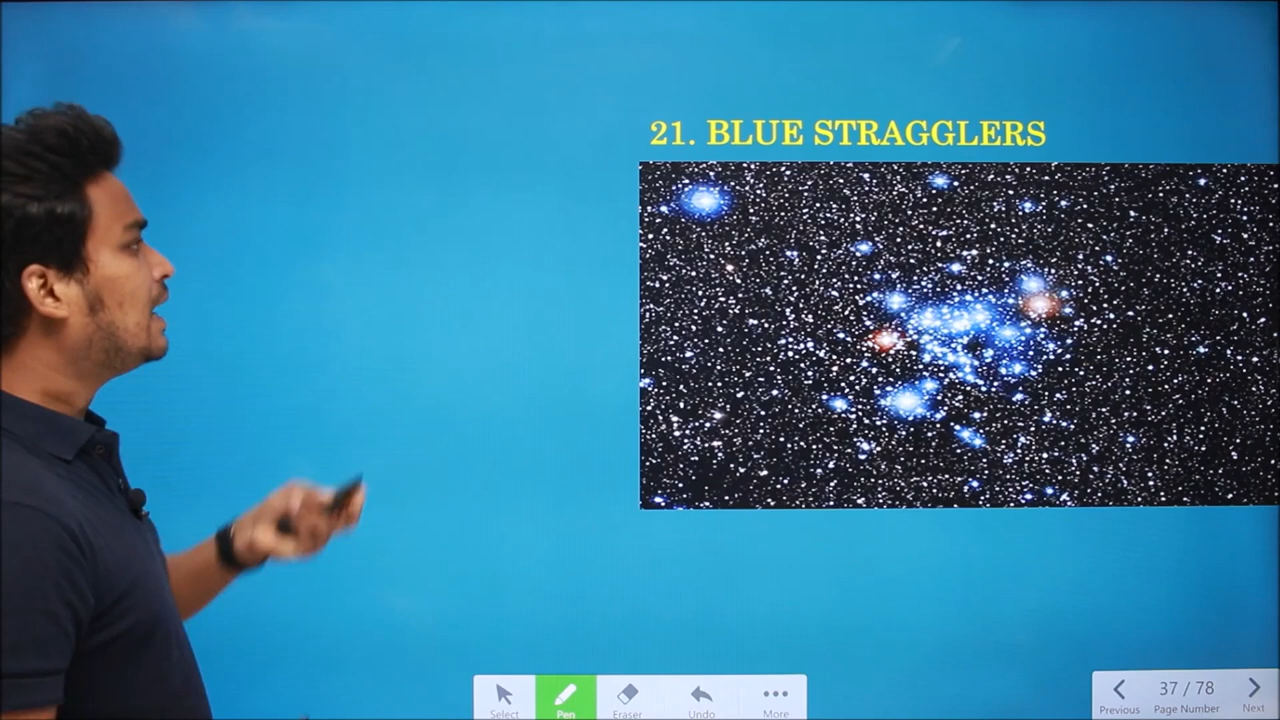 21. BLUE STRAGGLERS
Select
Pen
Eraser
Undo
More
Previous
37 / 78
Page Number
Next